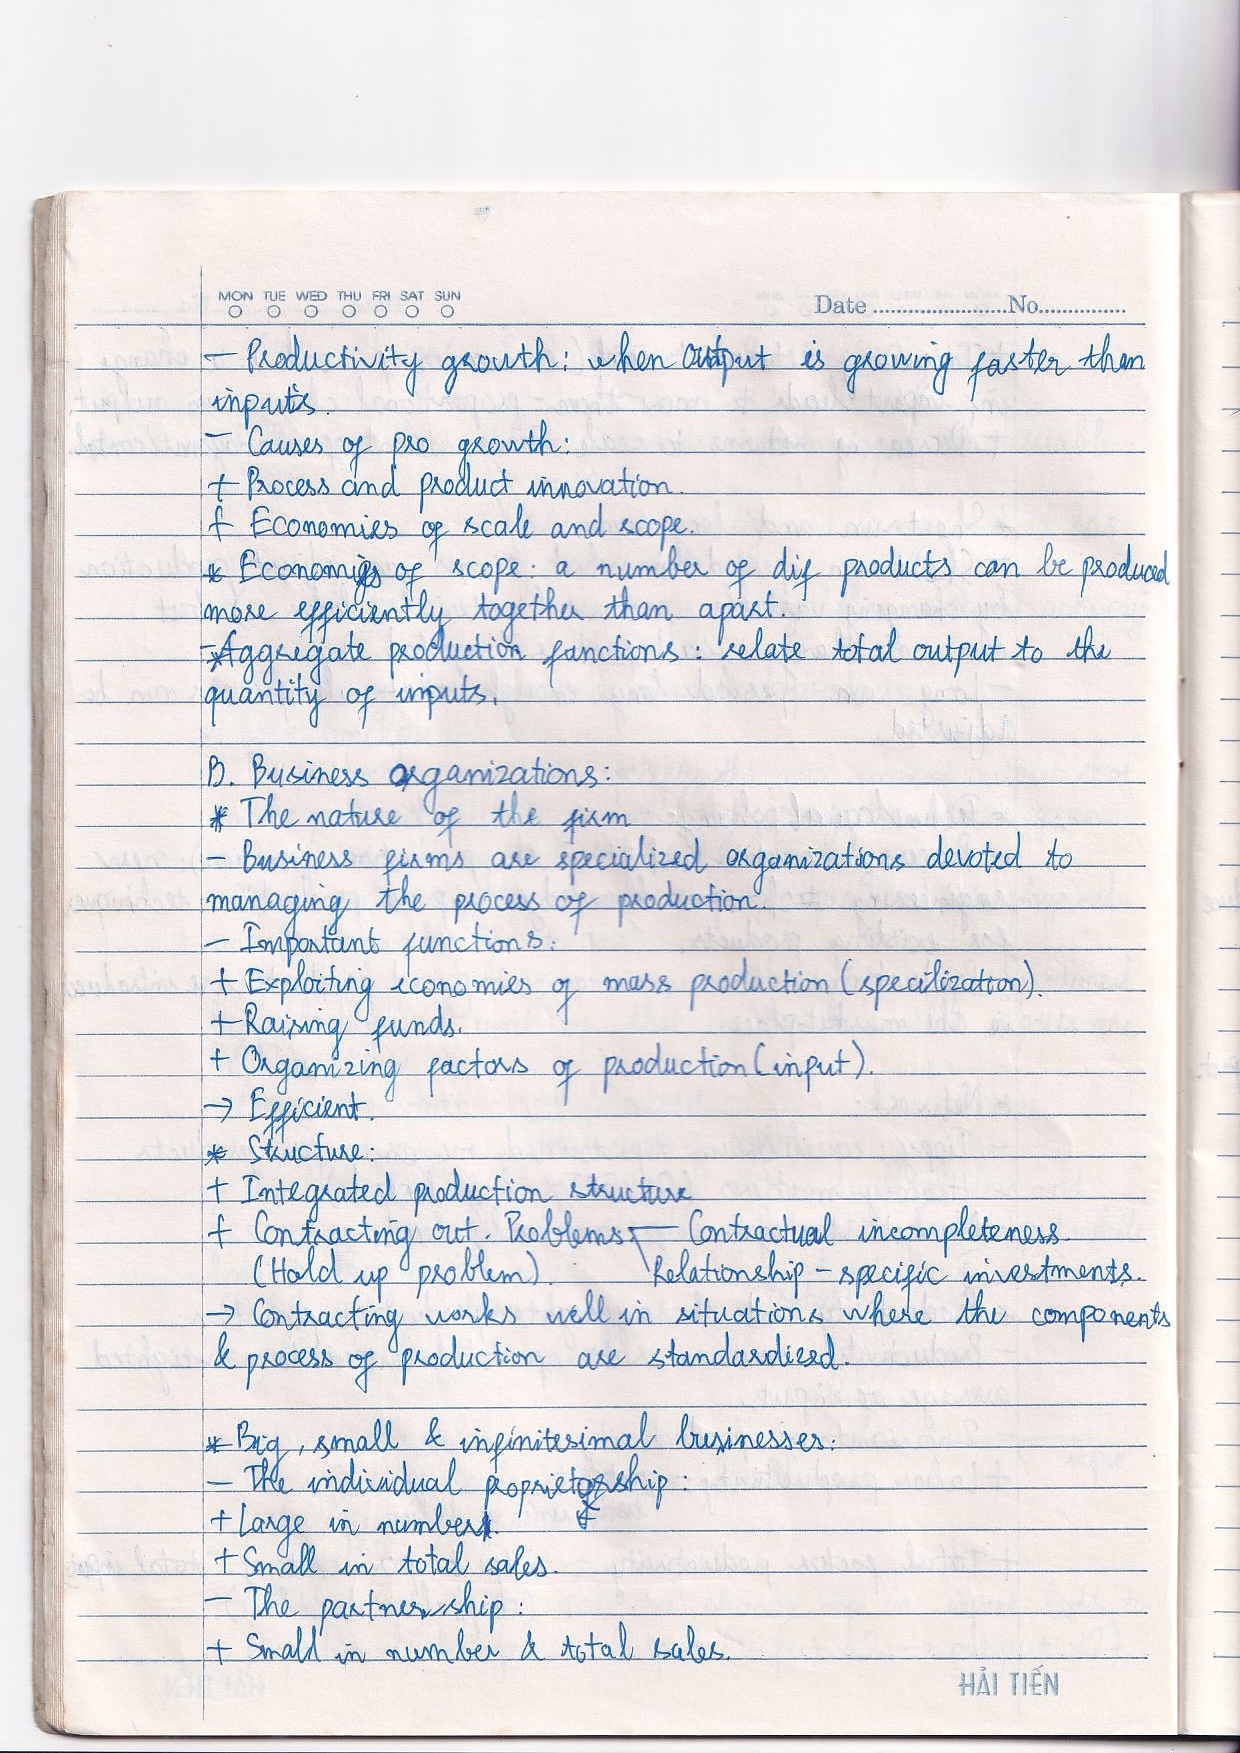 MON TUE WED THU FRI SAT SUN
Date ........................No................
- Productivity growth: when output is growing faster than
inputs.
- Causes of pro growth:
+ Process and product innovation.
+ Economies of scale and scope.
* Economies of scope: a number of dif products can be produced
more efficiently together than apart.
* Aggregate production functions: relate total output to the
quantity of inputs.
B. Business organizations:
* The nature of the firm
- Business firms are specialized organizations devoted to
managing the process of production.
- Important functions:
+ Exploiting economies of mass production (specilization).
+ Raising funds.
+ Organizing factors of production (input).
→ Efficient.
* Structure:
+ Integrated production structure
+ Contracting out. Problems - Contractual incompleteness
(Hold up problem). Relationship - specific investments.
→ Contracting works well in situations where the components
& process of production are standardized.
* Big, small & infinitesimal businesses:
- The individual proprietorship:
+ Large in number.
+ Small in total sales.
- The partnership:
+ Small in number & total sales.
HẢI TIẾN